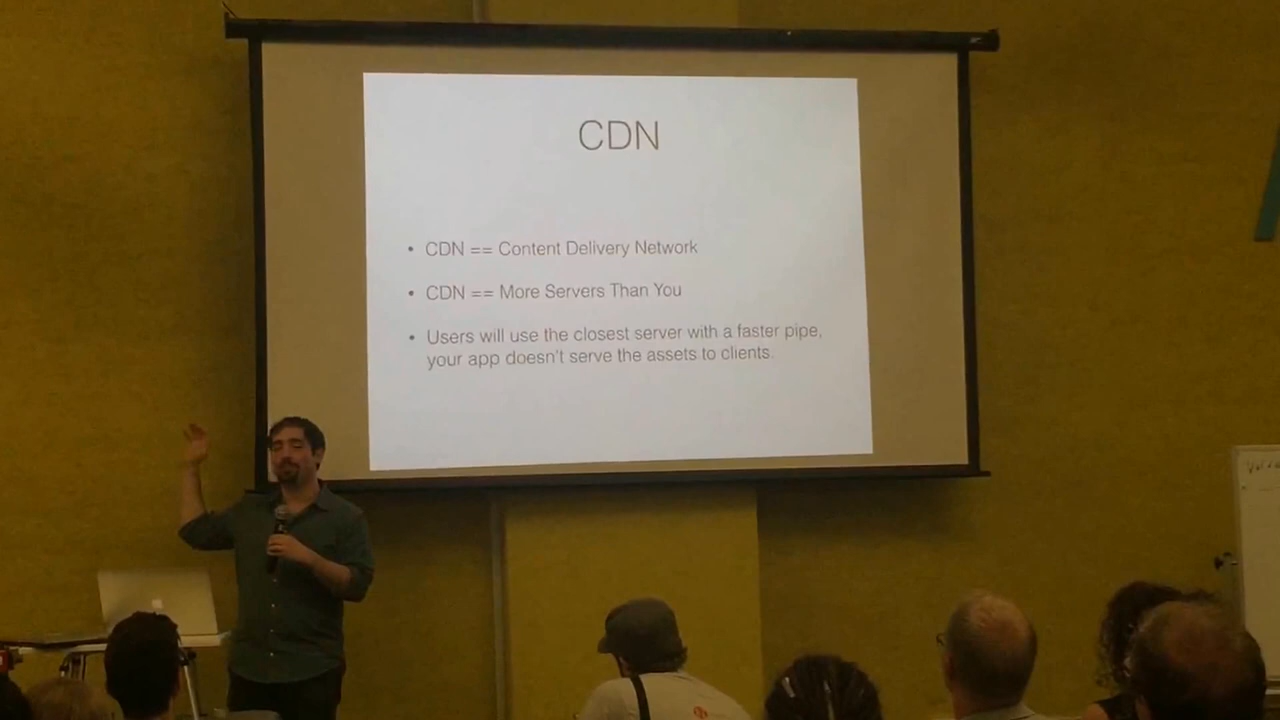 CDN
• CDN == Content Delivery Network
• CDN == More Servers Than You
• Users will use the closest server with a faster pipe,
your app doesn't serve the assets to clients.